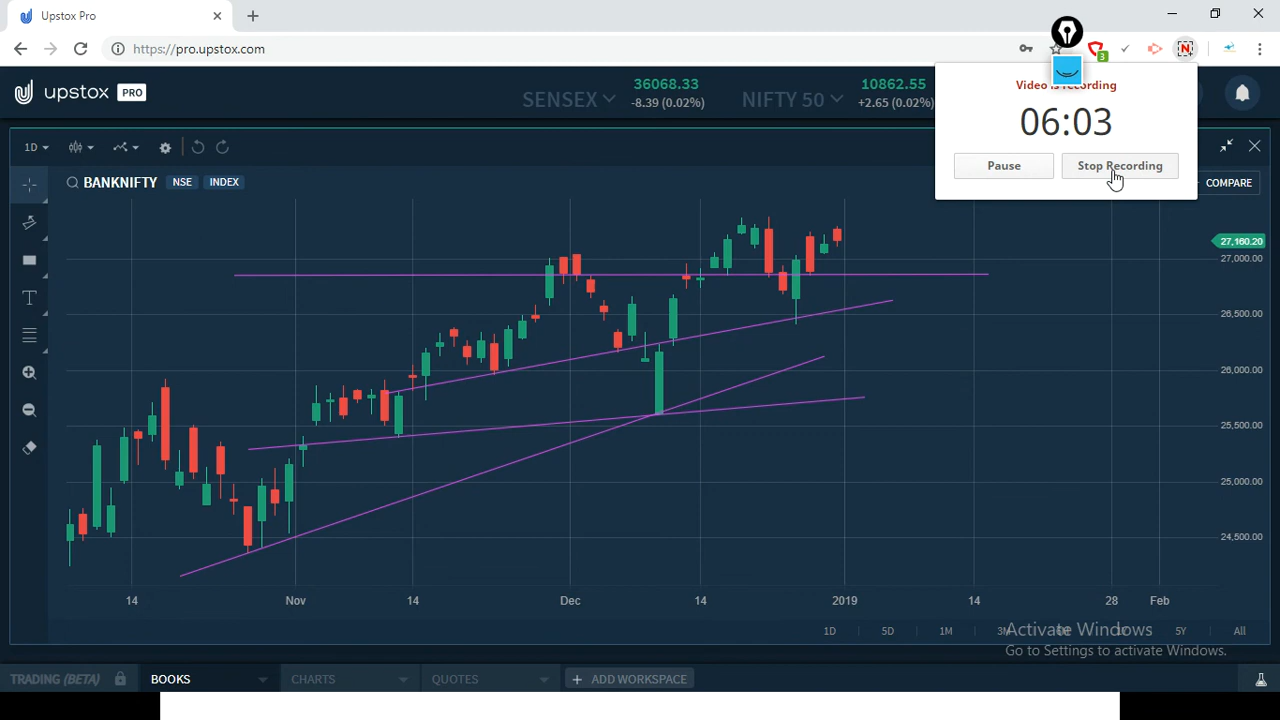 Upstox Pro
https://pro.upstox.com
3
N
upstox PRO
SENSEX
36068.33
-8.39 (0.02%)
NIFTY 50
10862.55
+2.65 (0.02%)
Video is recording
06:03
Pause
Stop Recording
1D
BANKNIFTY NSE INDEX
COMPARE
27,160.20
27,000.00
26,500.00
26,000.00
25,500.00
25,000.00
24,500.00
14 Nov 14 Dec 14 2019 14 28 Feb
1D 5D 1M 3M 5Y All
Activate Windows
Go to Settings to activate Windows.
TRADING (BETA)
BOOKS
CHARTS
QUOTES
+ ADD WORKSPACE